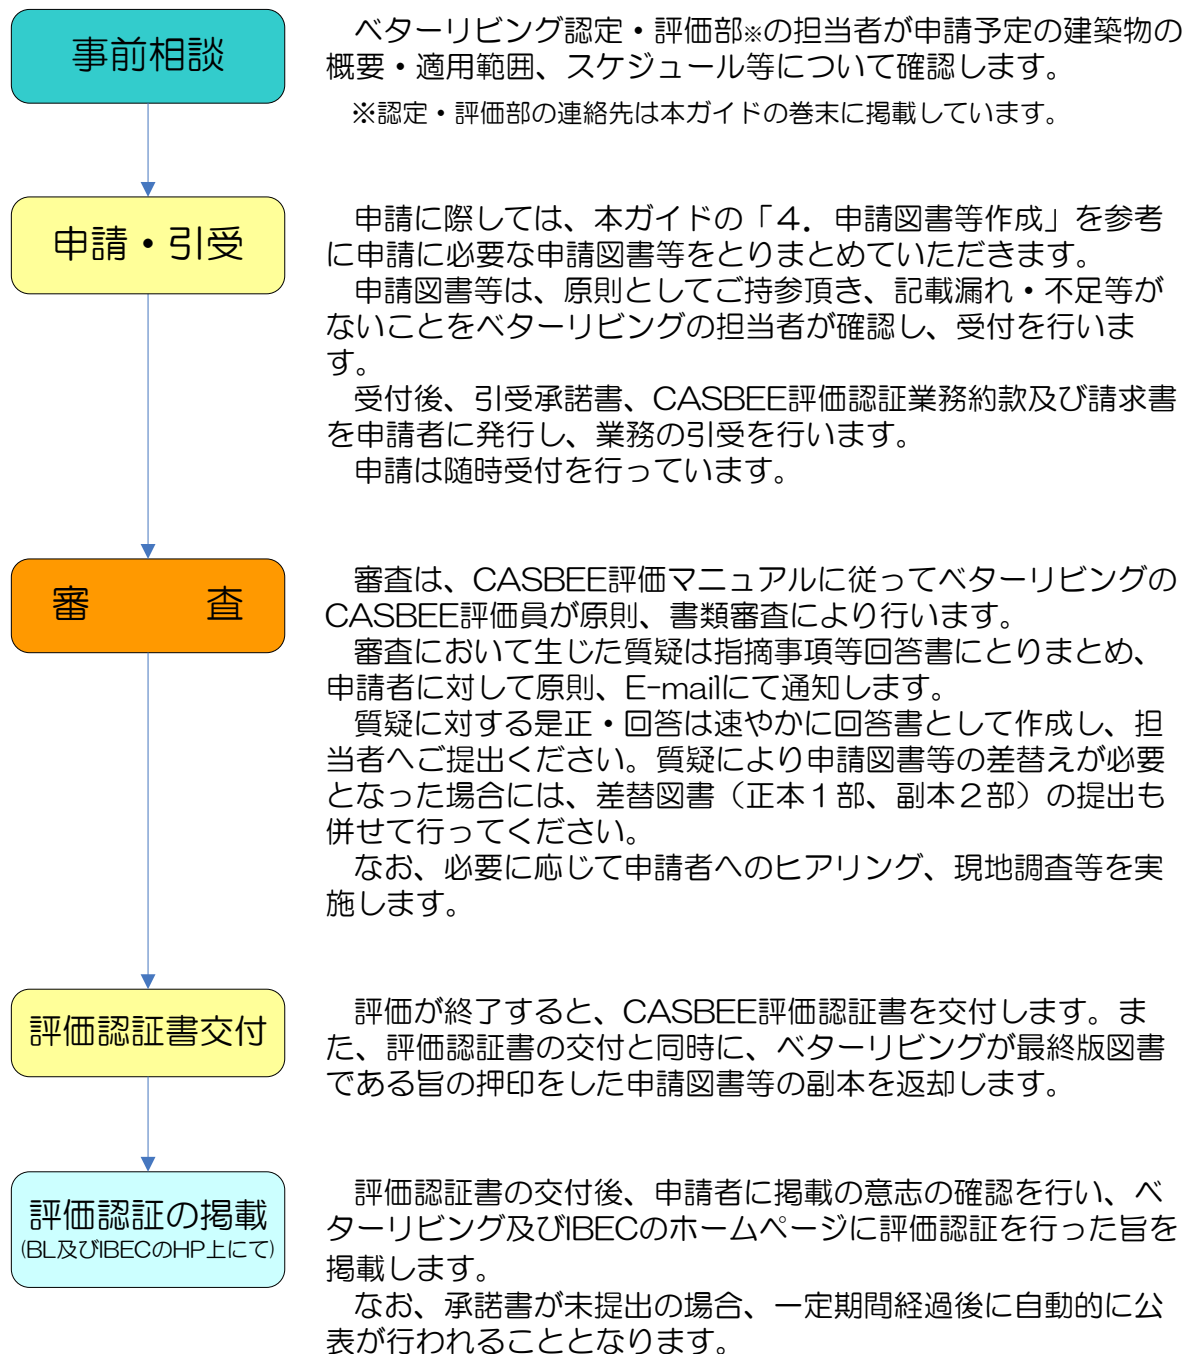 事前相談
　ベターリビング認定・評価部※の担当者が申請予定の建築物の
概要・適用範囲、スケジュール等について確認します。
※認定・評価部の連絡先は本ガイドの巻末に掲載しています。
申請・引受
　申請に際しては、本ガイドの「４．申請図書等作成」を参考
に申請に必要な申請図書等をとりまとめていただきます。
　申請図書等は、原則としてご持参頂き、記載漏れ・不足等が
ないことをベターリビングの担当者が確認し、受付を行いま
す。
　受付後、引受承諾書、CASBEE評価認証業務約款及び請求書
を申請者に発行し、業務の引受を行います。
　申請は随時受付を行っています。
審　　査
　審査は、CASBEE評価マニュアルに従ってベターリビングの
CASBEE評価員が原則、書類審査により行います。
　審査において生じた質疑は指摘事項等回答書にとりまとめ、
申請者に対して原則、E-mailにて通知します。
　質疑に対する是正・回答は速やかに回答書として作成し、担
当者へご提出ください。質疑により申請図書等の差替えが必要
となった場合には、差替図書（正本１部、副本２部）の提出も
併せて行ってください。
　なお、必要に応じて申請者へのヒアリング、現地調査等を実
施します。
評価認証書交付
　評価が終了すると、CASBEE評価認証書を交付します。ま
た、評価認証書の交付と同時に、ベターリビングが最終版図書
である旨の押印をした申請図書等の副本を返却します。
評価認証の掲載
(BL及びIBECのHP上にて)
　評価認証書の交付後、申請者に掲載の意志の確認を行い、ベ
ターリビング及びIBECのホームページに評価認証を行った旨を
掲載します。
　なお、承諾書が未提出の場合、一定期間経過後に自動的に公
表が行われることとなります。